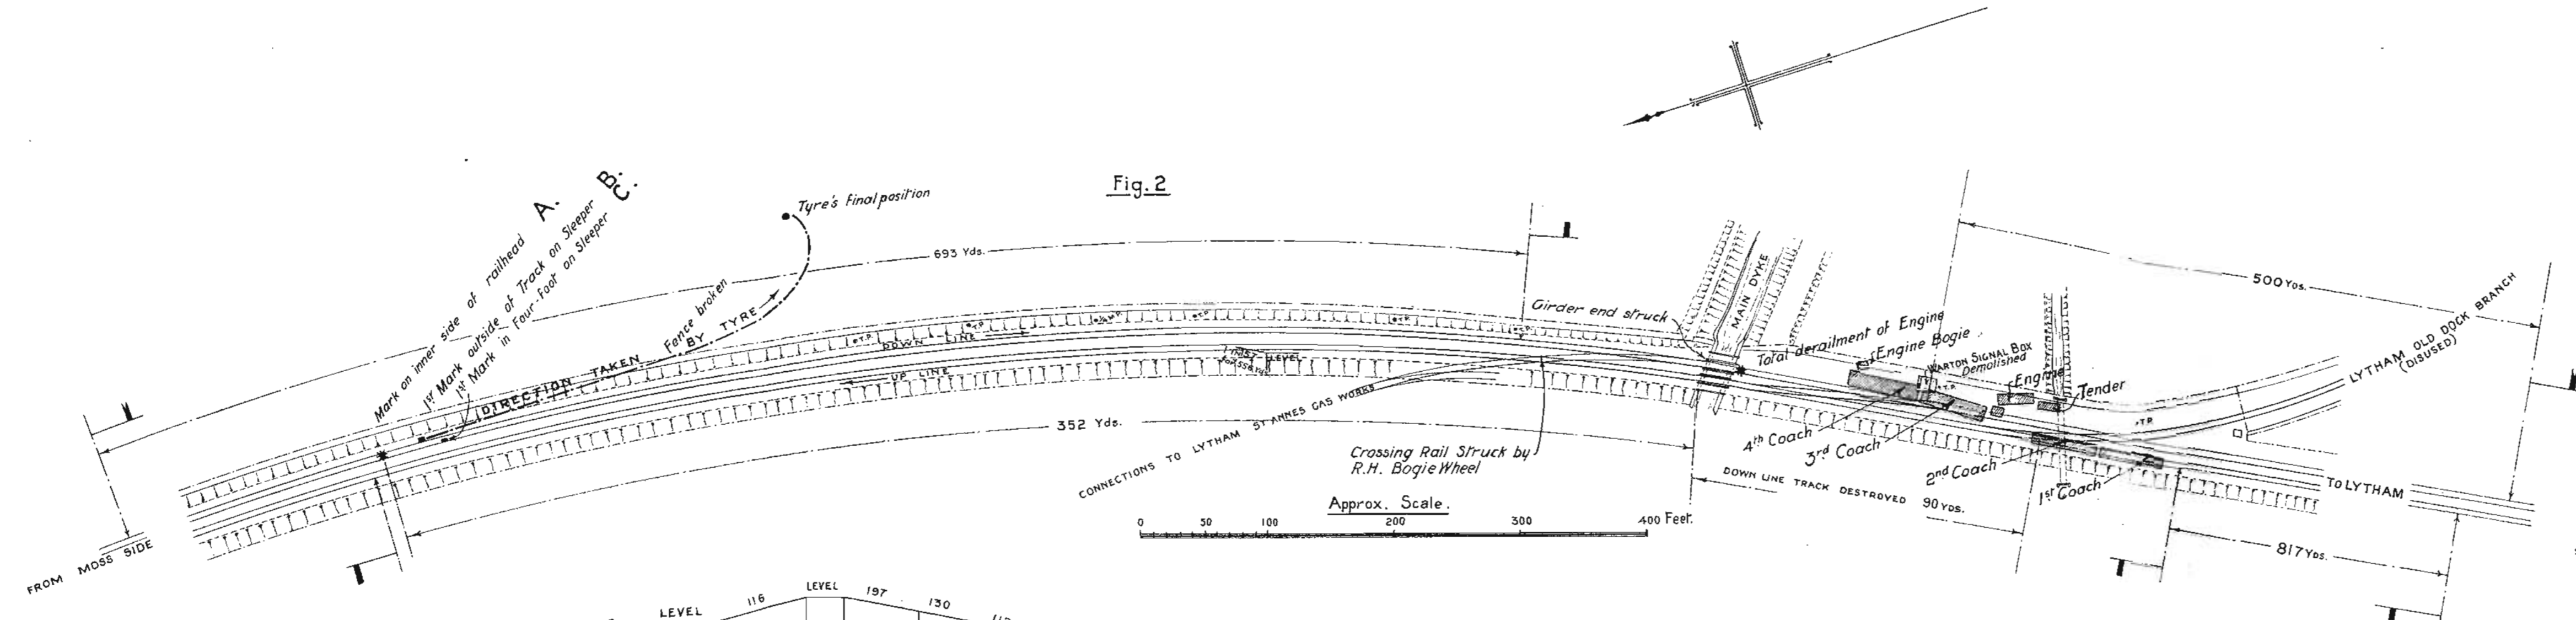 Fig. 2
Mark on inner side of railhead A.
1st Mark outside of Track on Sleeper B.
1st Mark in Four-foot on Sleeper C.
Tyre's final position
693 Yds.
Fence broken
DIRECTION TAKEN BY TYRE
DOWN LINE
UP LINE
T.P.
T.P.
T.P.
T.P.
T.P.
352 Yds.
FROM MOSS SIDE
CONNECTIONS TO LYTHAM ST ANNES GAS WORKS
Girder end struck
MAIN DYKE
Total derailment of Engine
Engine Bogie
WARTON SIGNAL BOX
Demolished
T.P.
Engine
Tender
T.P.
500 YDS.
LYTHAM OLD DOCK BRANCH
(DISUSED)
4th Coach
3rd Coach
2nd Coach
1st Coach
Crossing Rail Struck by
R.H. Bogie Wheel
DOWN LINE TRACK DESTROYED 90 YDS.
TO LYTHAM
817 YDS.
Approx. Scale.
0 50 100 200 300 400 Feet.
LEVEL 116 LEVEL 197 130